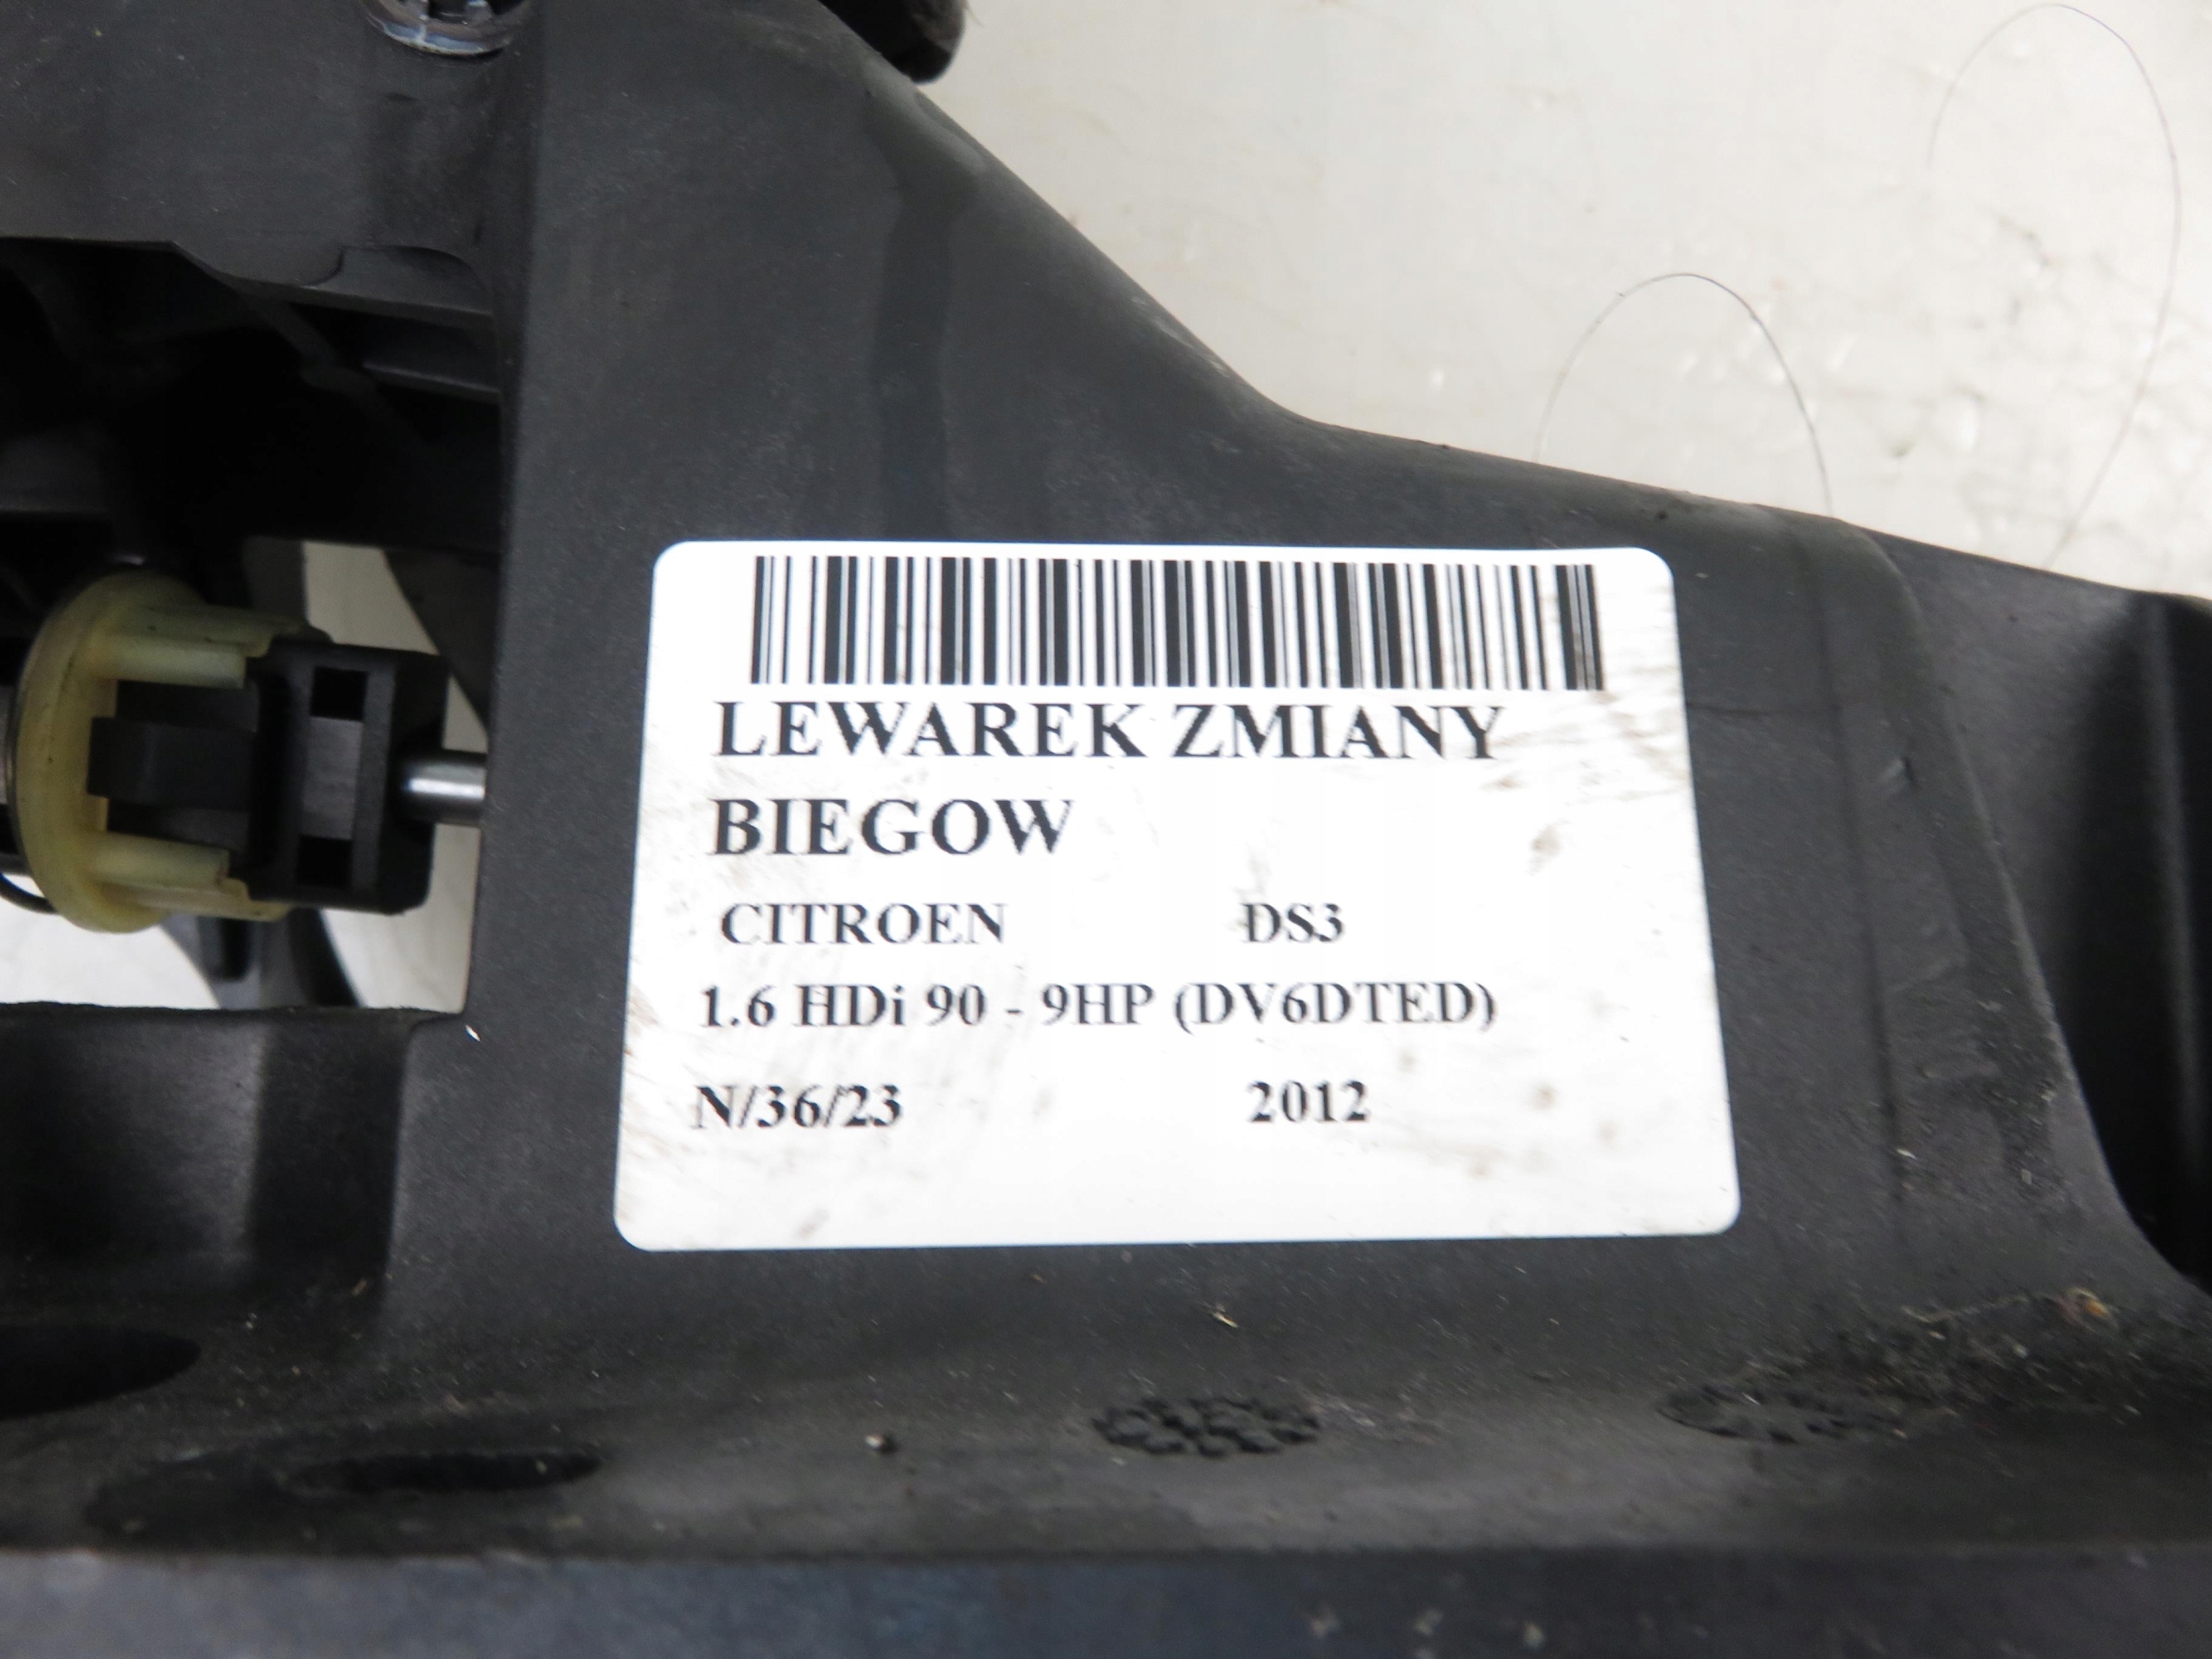 LEWAREK ZMIANY
BIEGOW
CITROEN DS3
1.6 HDi 90 - 9HP (DV6DTED)
N/36/23 2012